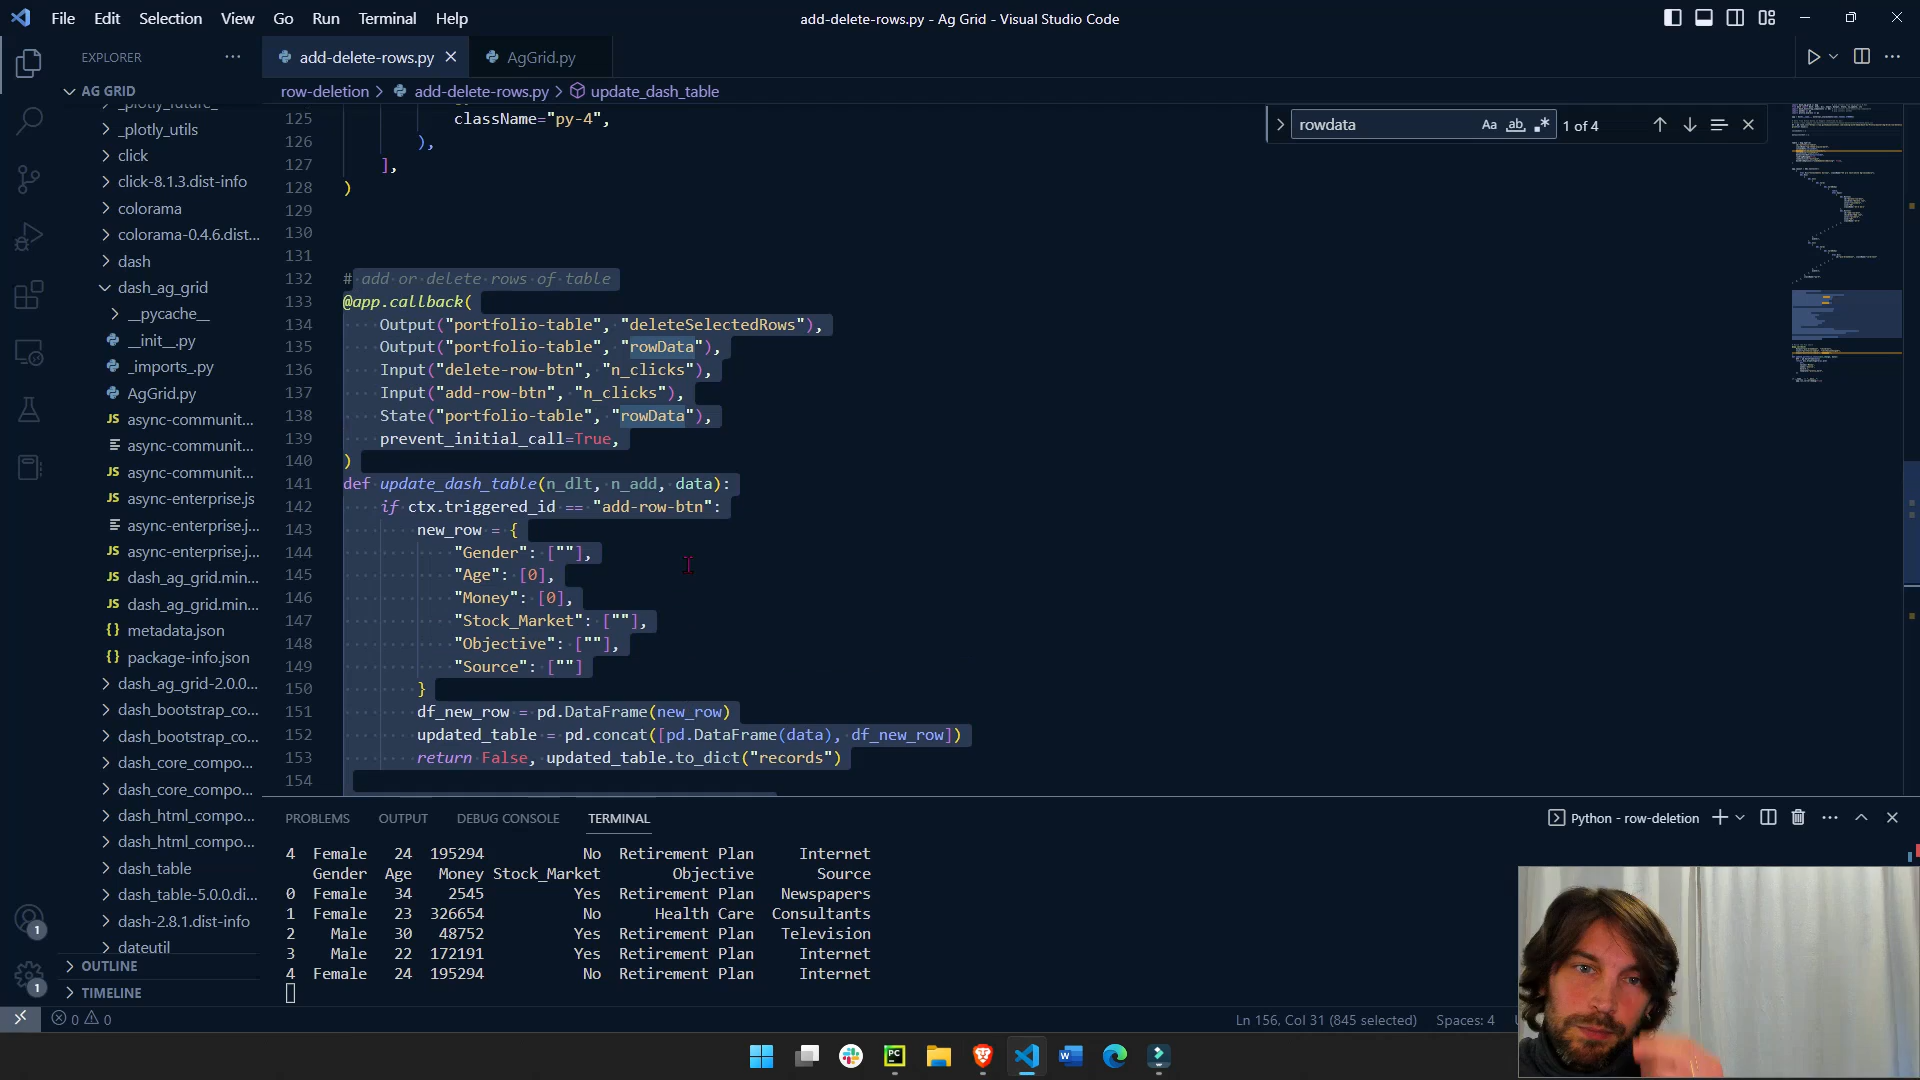 File Edit Selection View Go Run Terminal Help
add-delete-rows.py - Ag Grid - Visual Studio Code
EXPLORER ···
add-delete-rows.py
AgGrid.py
AG GRID
row-deletion > add-delete-rows.py > update_dash_table
rowdata
Aa ab 1 of 4
_plotly_future_
_plotly_utils
click
click-8.1.3.dist-info
colorama
colorama-0.4.6.dist...
dash
dash_ag_grid
__pycache__
__init__.py
_imports_.py
AgGrid.py
JS async-communit...
async-communit...
JS async-communit...
JS async-enterprise.js
async-enterprise.j...
JS async-enterprise.j...
JS dash_ag_grid.min...
JS dash_ag_grid.min...
{} metadata.json
{} package-info.json
dash_ag_grid-2.0.0...
dash_bootstrap_co...
dash_bootstrap_co...
dash_core_compo...
dash_core_compo...
dash_html_compo...
dash_html_compo...
dash_table
dash_table-5.0.0.di...
dash-2.8.1.dist-info
dateutil
OUTLINE
TIMELINE
1
1
125 className="py-4",
126 ),
127 ],
128 )
129
130
131
132 # add or delete rows of table
133 @app.callback(
134 Output("portfolio-table", "deleteSelectedRows"),
135 Output("portfolio-table", "rowData"),
136 Input("delete-row-btn", "n_clicks"),
137 Input("add-row-btn", "n_clicks"),
138 State("portfolio-table", "rowData"),
139 prevent_initial_call=True,
140 )
141 def update_dash_table(n_dlt, n_add, data):
142 if ctx.triggered_id == "add-row-btn":
143 new_row = {
144 "Gender": [""],
145 "Age": [0],
146 "Money": [0],
147 "Stock_Market": [""],
148 "Objective": [""],
149 "Source": [""]
150 }
151 df_new_row = pd.DataFrame(new_row)
152 updated_table = pd.concat([pd.DataFrame(data), df_new_row])
153 return False, updated_table.to_dict("records")
154
PROBLEMS OUTPUT DEBUG CONSOLE TERMINAL
Python - row-deletion
4 Female 24 195294 No Retirement Plan Internet
Gender Age Money Stock_Market Objective Source
0 Female 34 2545 Yes Retirement Plan Newspapers
1 Female 23 326654 No Health Care Consultants
2 Male 30 48752 Yes Retirement Plan Television
3 Male 22 172191 Yes Retirement Plan Internet
4 Female 24 195294 No Retirement Plan Internet
0 0
Ln 156, Col 31 (845 selected) Spaces: 4
PC
W